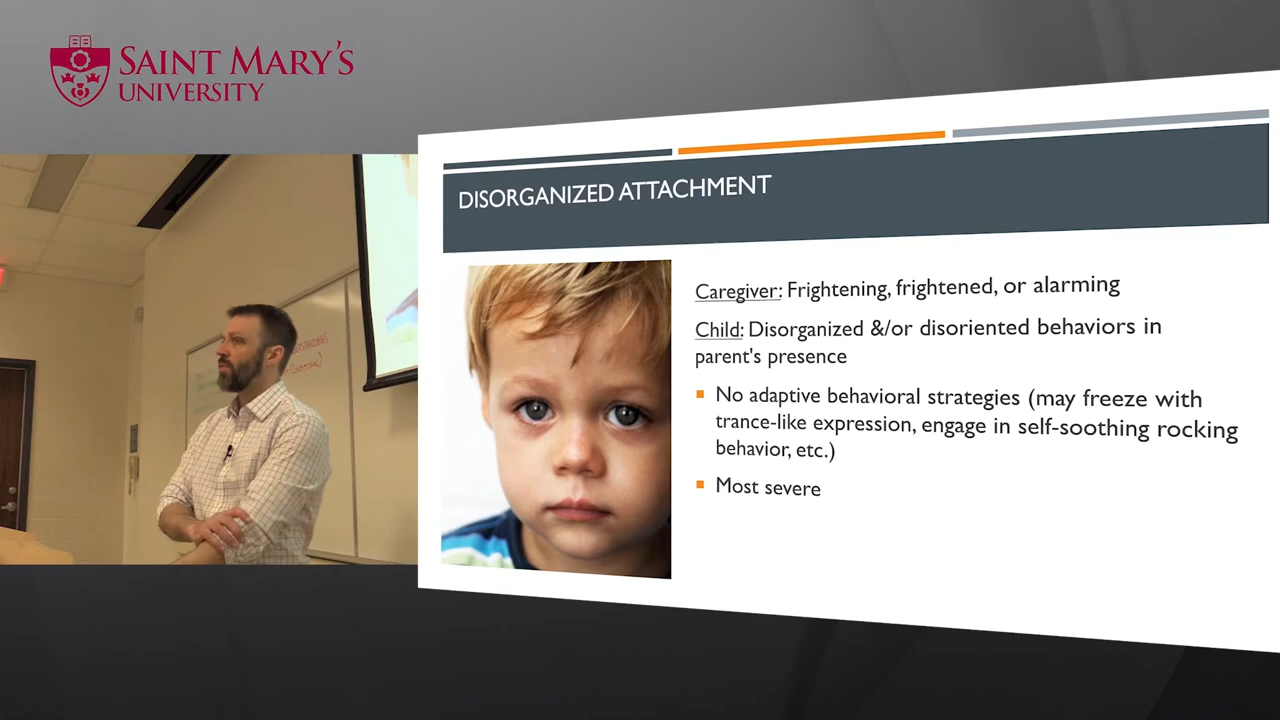 SAINT MARY'S
UNIVERSITY
DISORGANIZED ATTACHMENT
Caregiver: Frightening, frightened, or alarming
Child: Disorganized &/or disoriented behaviors in
parent's presence
No adaptive behavioral strategies (may freeze with
trance-like expression, engage in self-soothing rocking
behavior, etc.)
Most severe